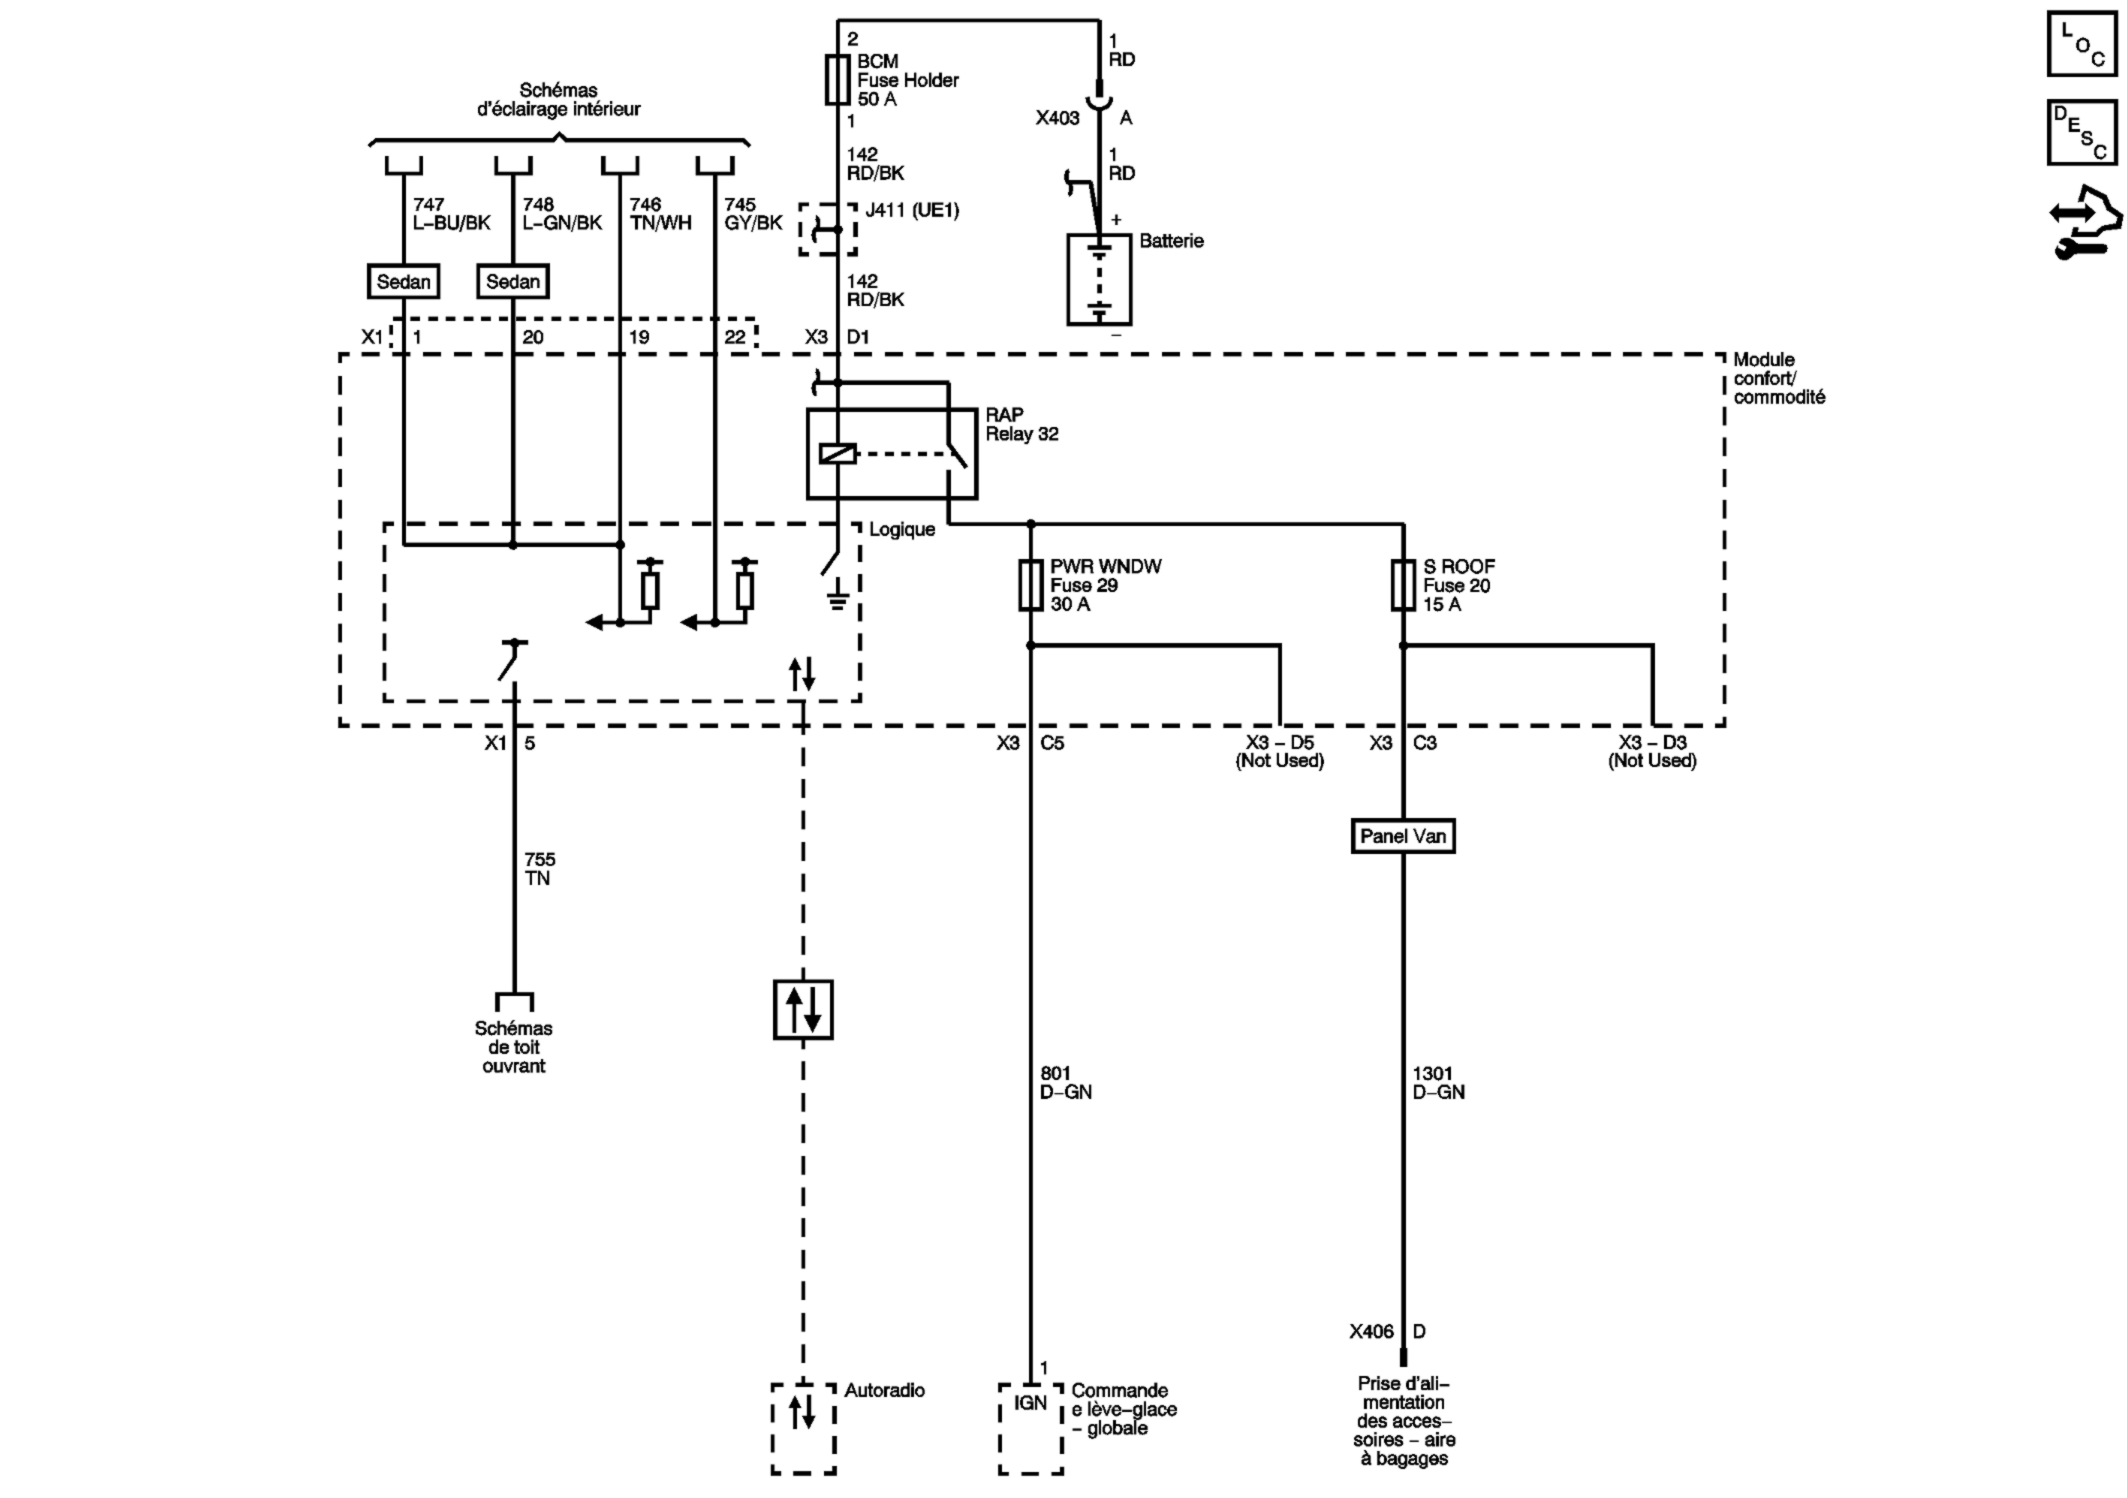 L
O
C
D
E
S
C
2
BCM
Fuse Holder
50 A
1
1
RD
X403
A
142
RD/BK
1
RD
Schémas
d'éclairage intérieur
747
L-BU/BK
748
L-GN/BK
746
TN/WH
745
GY/BK
J411 (UE1)
+
Batterie
–
Sedan
Sedan
142
RD/BK
X1
1
20
19
22
X3
D1
Module
confort/
commodité
RAP
Relay 32
Logique
PWR WNDW
Fuse 29
30 A
S ROOF
Fuse 20
15 A
X1
5
X3
C5
X3 – D5
(Not Used)
X3
C3
X3 – D3
(Not Used)
Panel Van
755
TN
Schémas
de toit
ouvrant
801
D-GN
1301
D-GN
X406
D
1
Autoradio
IGN
Commande
e lève-glace
- globale
Prise d'ali-
mentation
des acces-
soires – aire
à bagages